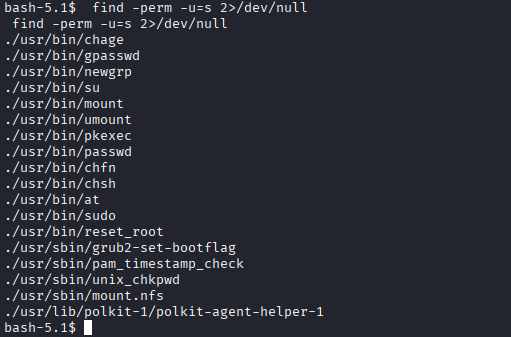 bash-5.1$  find -perm -u=s 2>/dev/null
 find -perm -u=s 2>/dev/null
./usr/bin/chage
./usr/bin/gpasswd
./usr/bin/newgrp
./usr/bin/su
./usr/bin/mount
./usr/bin/umount
./usr/bin/pkexec
./usr/bin/passwd
./usr/bin/chfn
./usr/bin/chsh
./usr/bin/at
./usr/bin/sudo
./usr/bin/reset_root
./usr/sbin/grub2-set-bootflag
./usr/sbin/pam_timestamp_check
./usr/sbin/unix_chkpwd
./usr/sbin/mount.nfs
./usr/lib/polkit-1/polkit-agent-helper-1
bash-5.1$